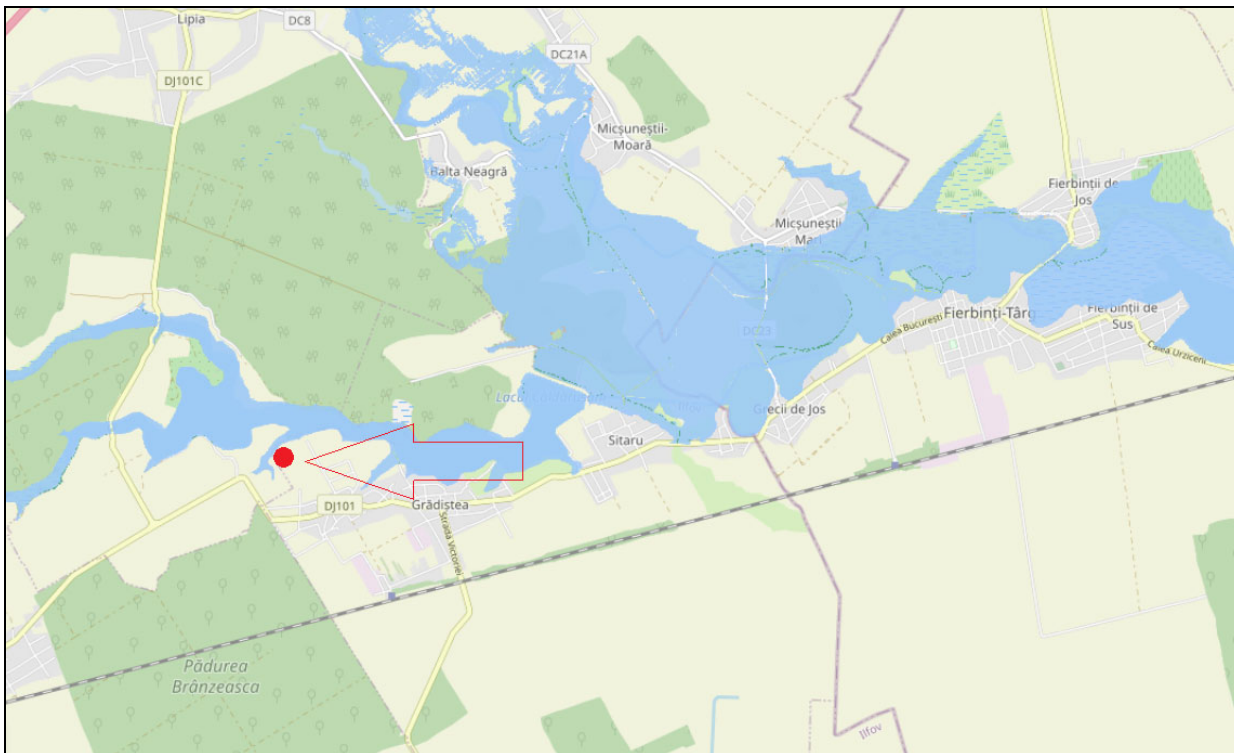 Lipia
DC8
DC21A
DJ101C
Micșuneștii-
Moară
Balta Neagră
Fierbinții de
Jos
Micșuneștii
Mari
Fierbinți-Târg
Fierbinții de
Sus
DC23
Calea București
Calea Urziceni
Grecii de Jos
Sitaru
DJ101
Grădiștea
Strada Victoriei
Pădurea
Brânzeasca
Ilfov